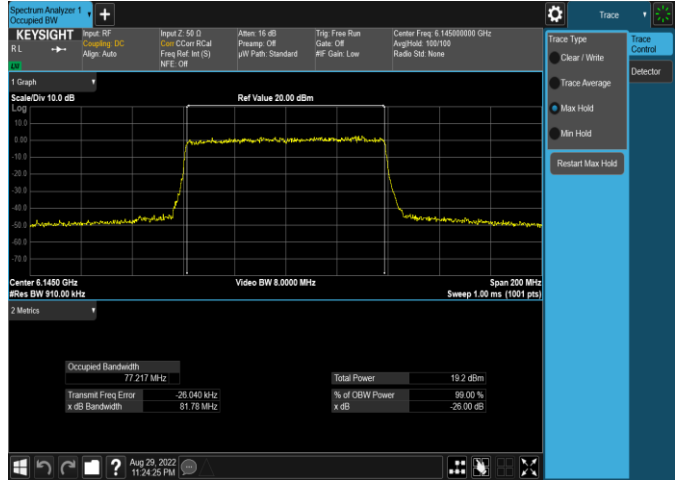 Spectrum Analyzer 1
Occupied BW
Trace
KEYSIGHT
Input: RF
Input Z: 50 Ω
Atten: 16 dB
Trig: Free Run
Center Freq: 6.145000000 GHz
RL
Coupling: DC
Corr CCorr RCal
Preamp: Off
Gate: Off
Avg|Hold: 100/100
Align: Auto
Freq Ref: Int (S)
µW Path: Standard
#IF Gain: Low
Radio Std: None
NFE: Off
LW
Trace Type
Clear / Write
Trace Average
Max Hold
Min Hold
Restart Max Hold
Trace
Control
Detector
1 Graph
Scale/Div 10.0 dB
Ref Value 20.00 dBm
Log
10.0
0.00
-10.0
-20.0
-30.0
-40.0
-50.0
-60.0
-70.0
Center 6.1450 GHz
Video BW 8.0000 MHz
Span 200 MHz
#Res BW 910.00 kHz
Sweep 1.00 ms (1001 pts)
2 Metrics
Occupied Bandwidth
77.217 MHz
Total Power
19.2 dBm
Transmit Freq Error
-26.040 kHz
% of OBW Power
99.00 %
x dB Bandwidth
81.78 MHz
x dB
-26.00 dB
Aug 29, 2022
11:24:25 PM